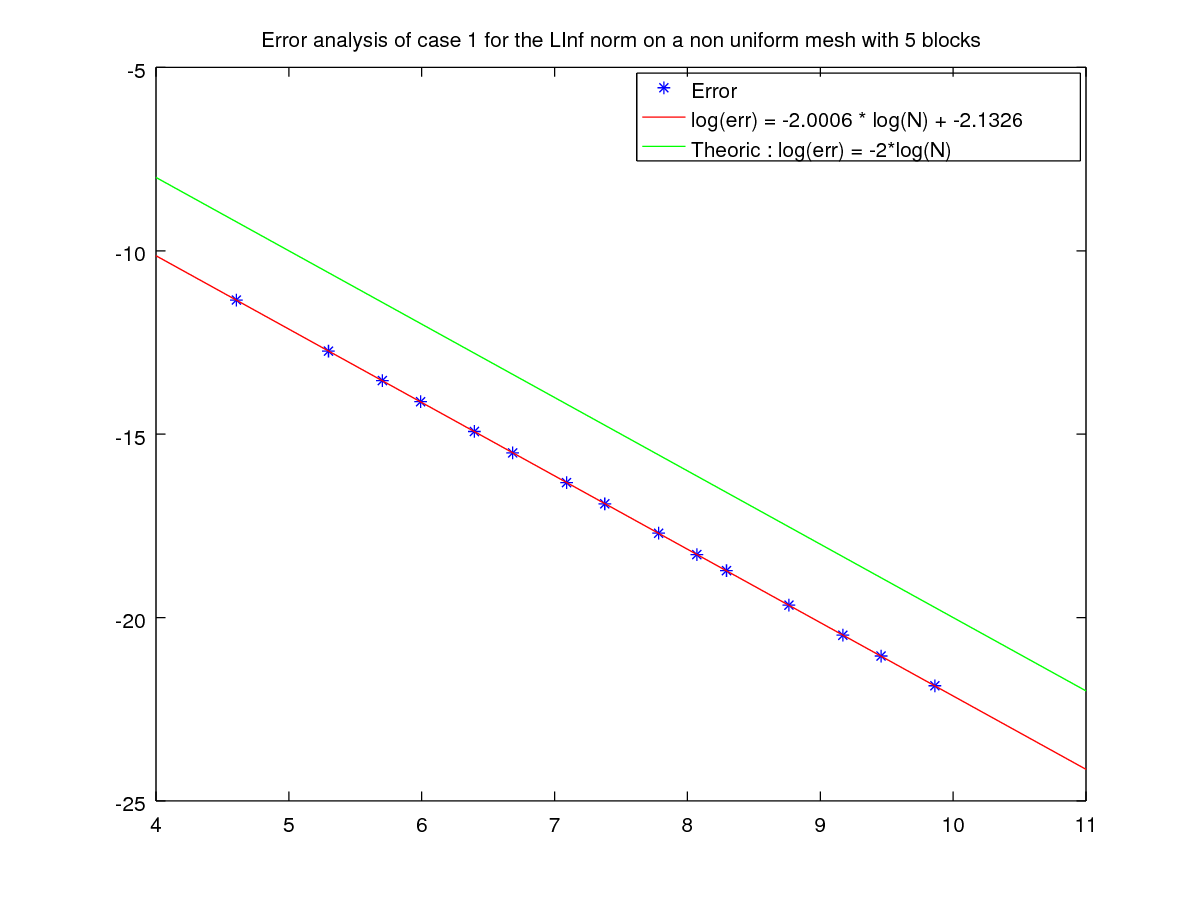 Error analysis of case 1 for the LInf norm on a non uniform mesh with 5 blocks
-5
Error
log(err) = -2.0006 * log(N) + -2.1326
Theoric : log(err) = -2*log(N)
-10
-15
-20
-25
4 5 6 7 8 9 10 11